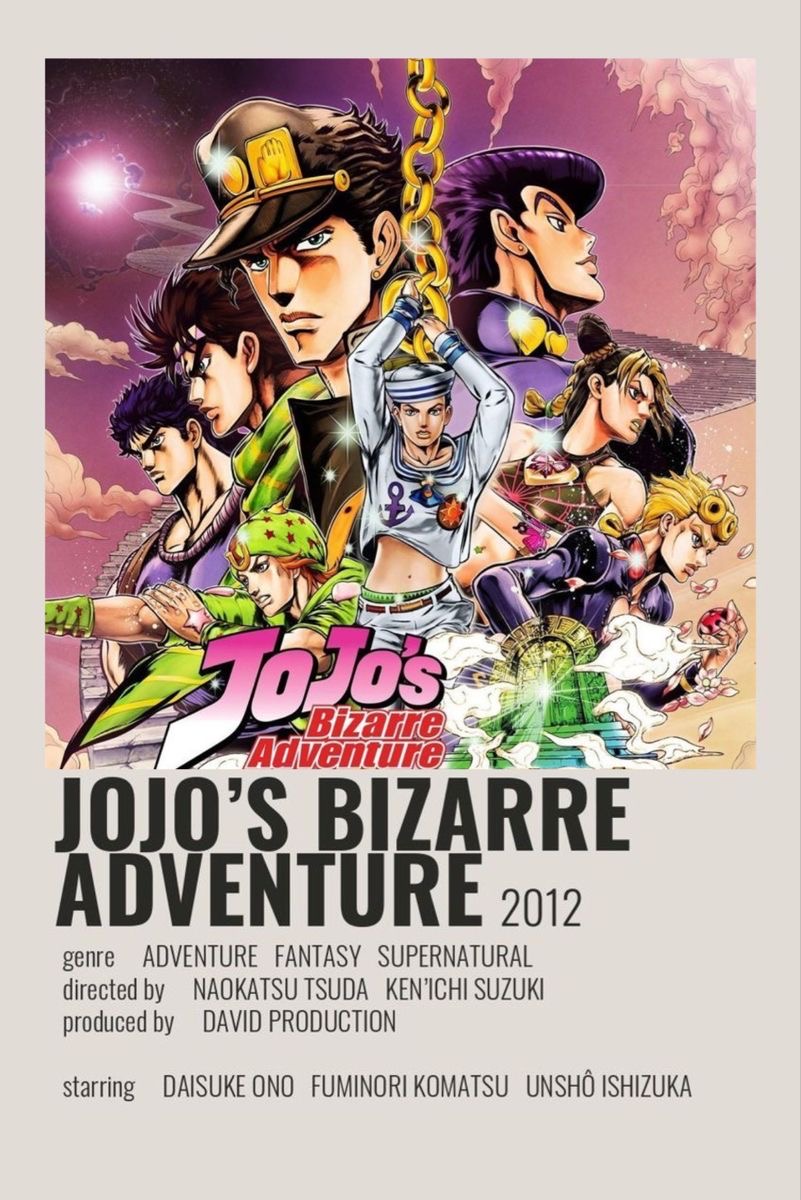 JoJo's
Bizarre
Adventure
JOJO'S BIZARRE
ADVENTURE 2012
genre ADVENTURE FANTASY SUPERNATURAL
directed by NAOKATSU TSUDA KEN'ICHI SUZUKI
produced by DAVID PRODUCTION
starring DAISUKE ONO FUMINORI KOMATSU UNSHÔ ISHIZUKA